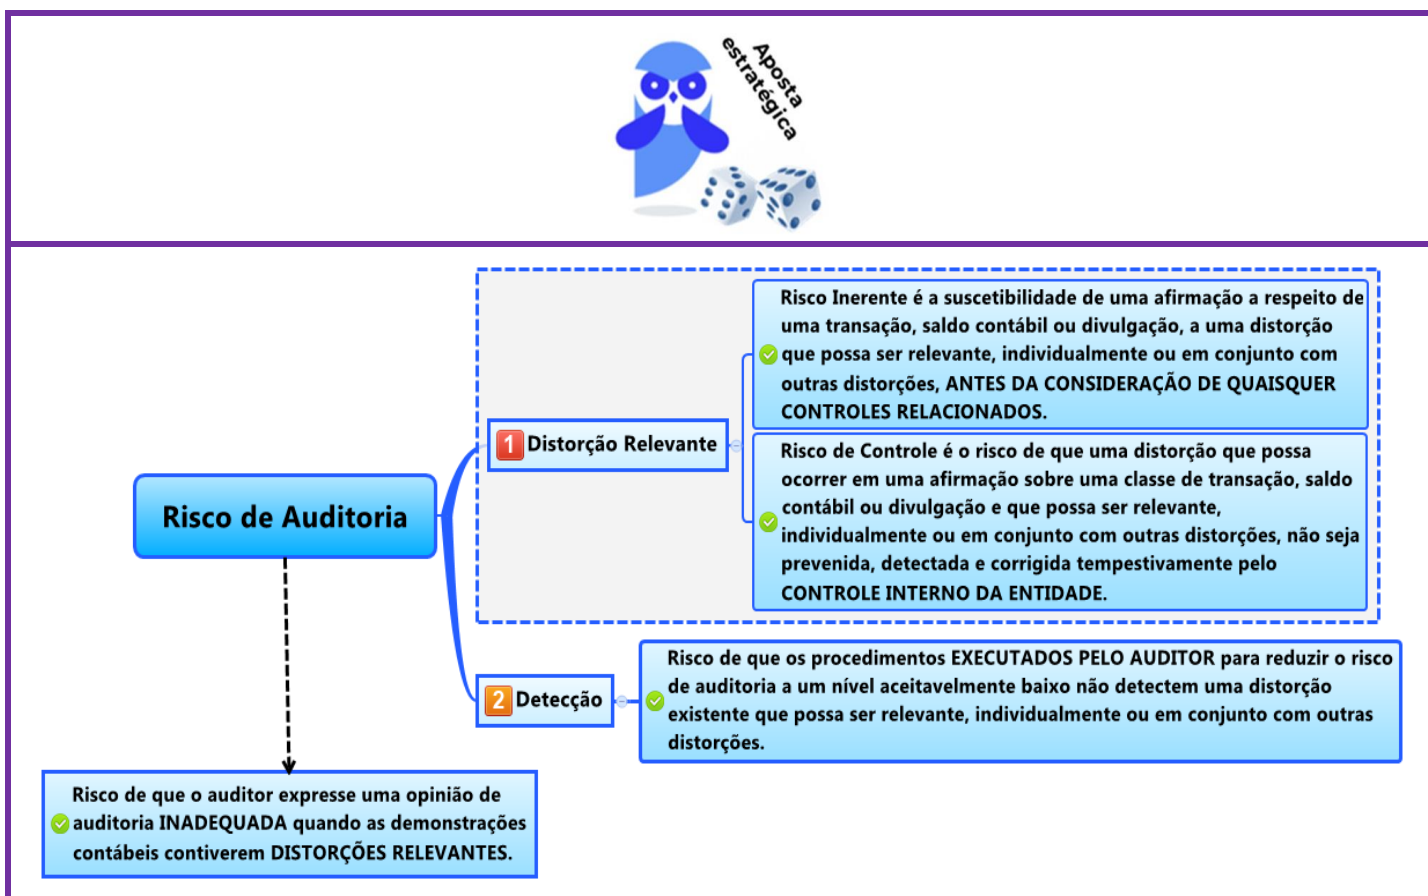 Aposta
estratégica
Risco Inerente é a suscetibilidade de uma afirmação a respeito de
uma transação, saldo contábil ou divulgação, a uma distorção
que possa ser relevante, individualmente ou em conjunto com
outras distorções, ANTES DA CONSIDERAÇÃO DE QUAISQUER
CONTROLES RELACIONADOS.
1 Distorção Relevante
Risco de Controle é o risco de que uma distorção que possa
ocorrer em uma afirmação sobre uma classe de transação, saldo
contábil ou divulgação e que possa ser relevante,
individualmente ou em conjunto com outras distorções, não seja
prevenida, detectada e corrigida tempestivamente pelo
CONTROLE INTERNO DA ENTIDADE.
Risco de Auditoria
Risco de que os procedimentos EXECUTADOS PELO AUDITOR para reduzir o risco
de auditoria a um nível aceitavelmente baixo não detectem uma distorção
existente que possa ser relevante, individualmente ou em conjunto com outras
distorções.
2 Detecção
Risco de que o auditor expresse uma opinião de
auditoria INADEQUADA quando as demonstrações
contábeis contiverem DISTORÇÕES RELEVANTES.